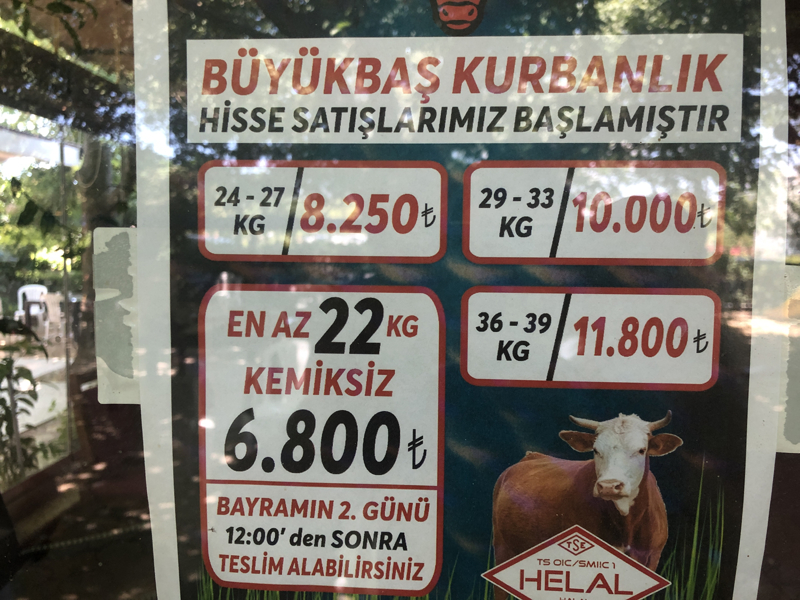 BÜYÜKBAŞ KURBANLIK
HİSSE SATIŞLARIMIZ BAŞLAMIŞTIR
24 - 27 KG 8.250 ₺
29 - 33 KG 10.000 ₺
EN AZ 22 KG
KEMİKSİZ
6.800 ₺
BAYRAMIN 2. GÜNÜ
12:00' den SONRA
TESLİM ALABİLİRSİNİZ
36 - 39 KG 11.800 ₺
TSE
TS OIC/SMIIC 1
HELAL